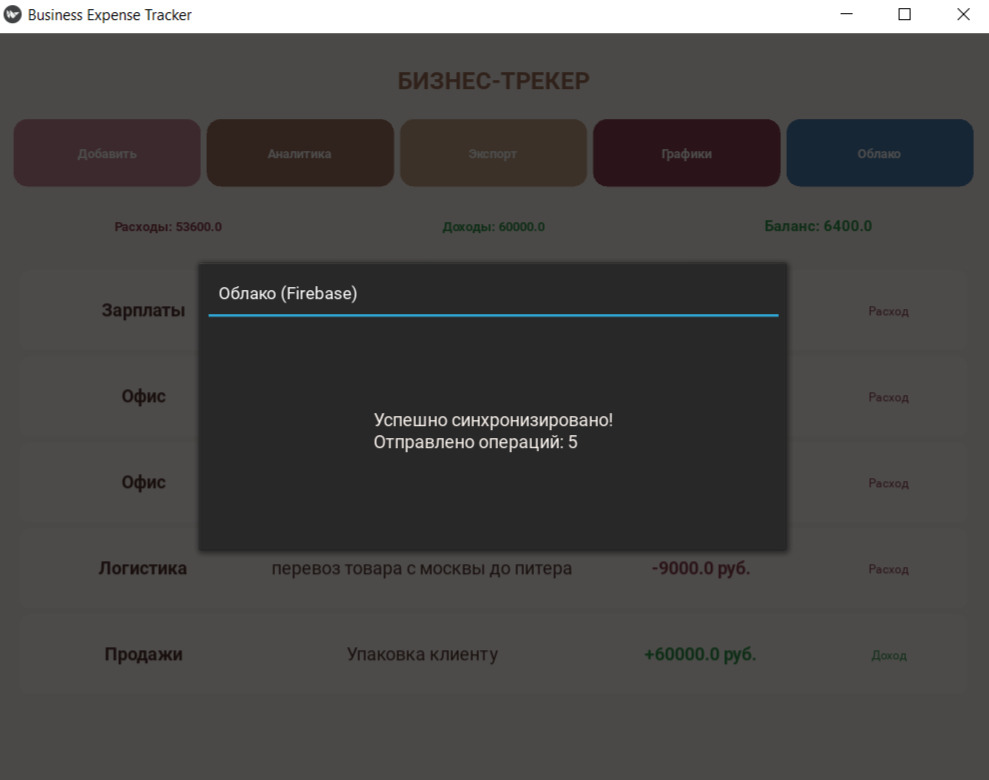 Business Expense Tracker
БИЗНЕС-ТРЕКЕР
Добавить Аналитика Экспорт Графики Облако
Расходы: 53600.0 Доходы: 60000.0 Баланс: 6400.0
Облако (Firebase)
Зарплаты Расход
Офис Расход
Успешно синхронизировано!
Отправлено операций: 5
Офис Расход
Логистика перевоз товара с москвы до питера -9000.0 руб. Расход
Продажи Упаковка клиенту +60000.0 руб. Доход